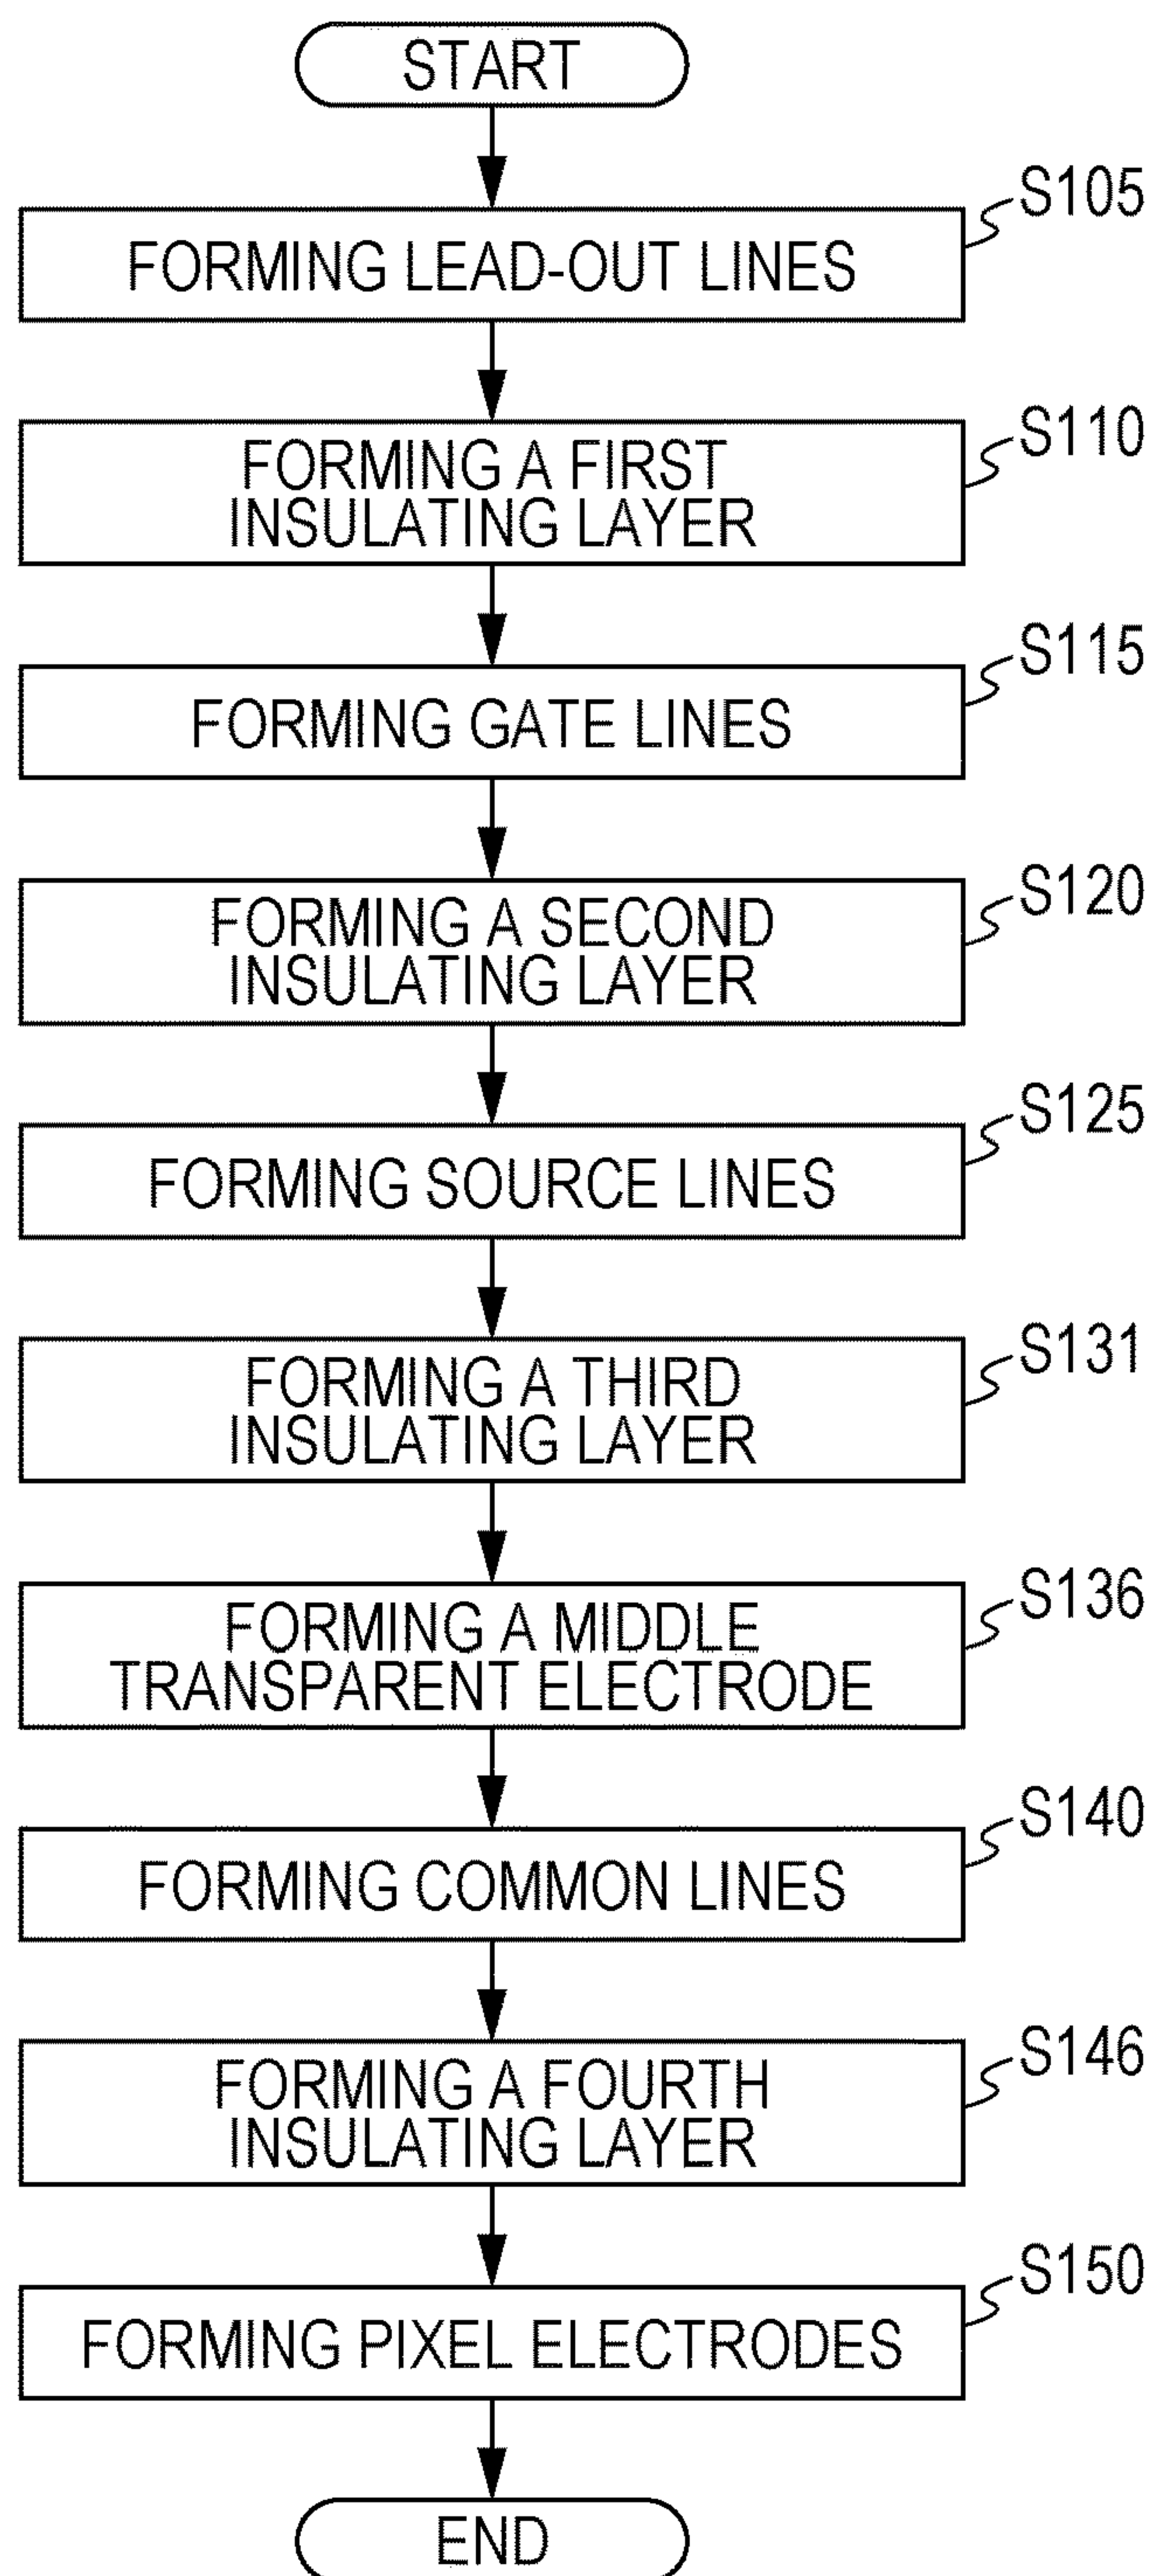 START
S105
FORMING LEAD-OUT LINES
S110
FORMING A FIRST
INSULATING LAYER
S115
FORMING GATE LINES
S120
FORMING A SECOND
INSULATING LAYER
S125
FORMING SOURCE LINES
S131
FORMING A THIRD
INSULATING LAYER
S136
FORMING A MIDDLE
TRANSPARENT ELECTRODE
S140
FORMING COMMON LINES
S146
FORMING A FOURTH
INSULATING LAYER
S150
FORMING PIXEL ELECTRODES
END